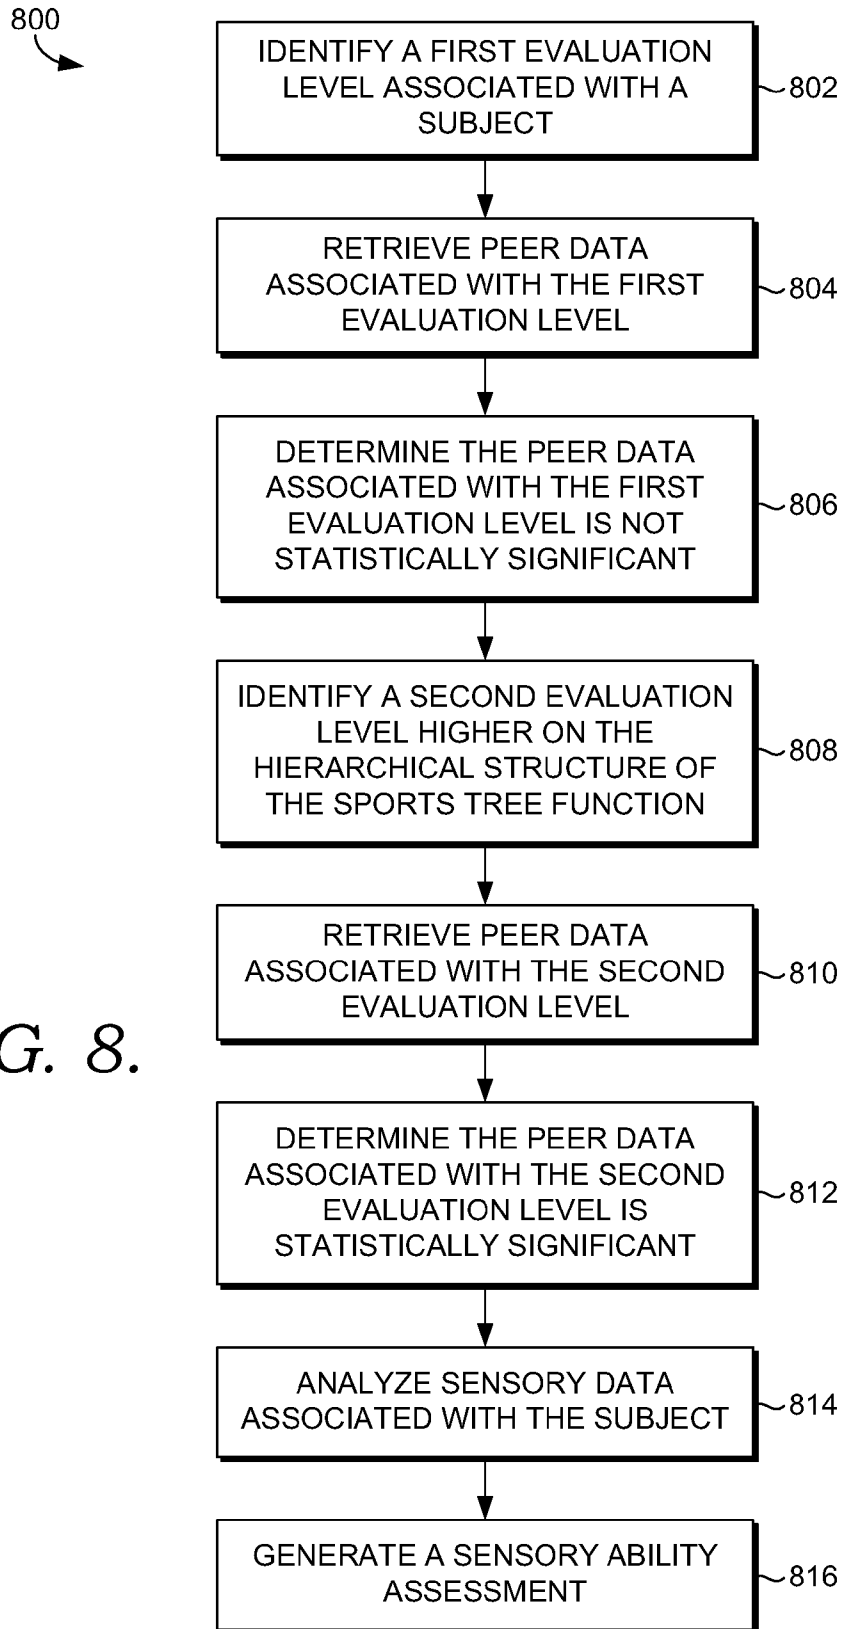 800
IDENTIFY A FIRST EVALUATION
LEVEL ASSOCIATED WITH A
SUBJECT
802
RETRIEVE PEER DATA
ASSOCIATED WITH THE FIRST
EVALUATION LEVEL
804
DETERMINE THE PEER DATA
ASSOCIATED WITH THE FIRST
EVALUATION LEVEL IS NOT
STATISTICALLY SIGNIFICANT
806
IDENTIFY A SECOND EVALUATION
LEVEL HIGHER ON THE
HIERARCHICAL STRUCTURE OF
THE SPORTS TREE FUNCTION
808
RETRIEVE PEER DATA
ASSOCIATED WITH THE SECOND
EVALUATION LEVEL
810
G. 8.
DETERMINE THE PEER DATA
ASSOCIATED WITH THE SECOND
EVALUATION LEVEL IS
STATISTICALLY SIGNIFICANT
812
ANALYZE SENSORY DATA
ASSOCIATED WITH THE SUBJECT
814
GENERATE A SENSORY ABILITY
ASSESSMENT
816